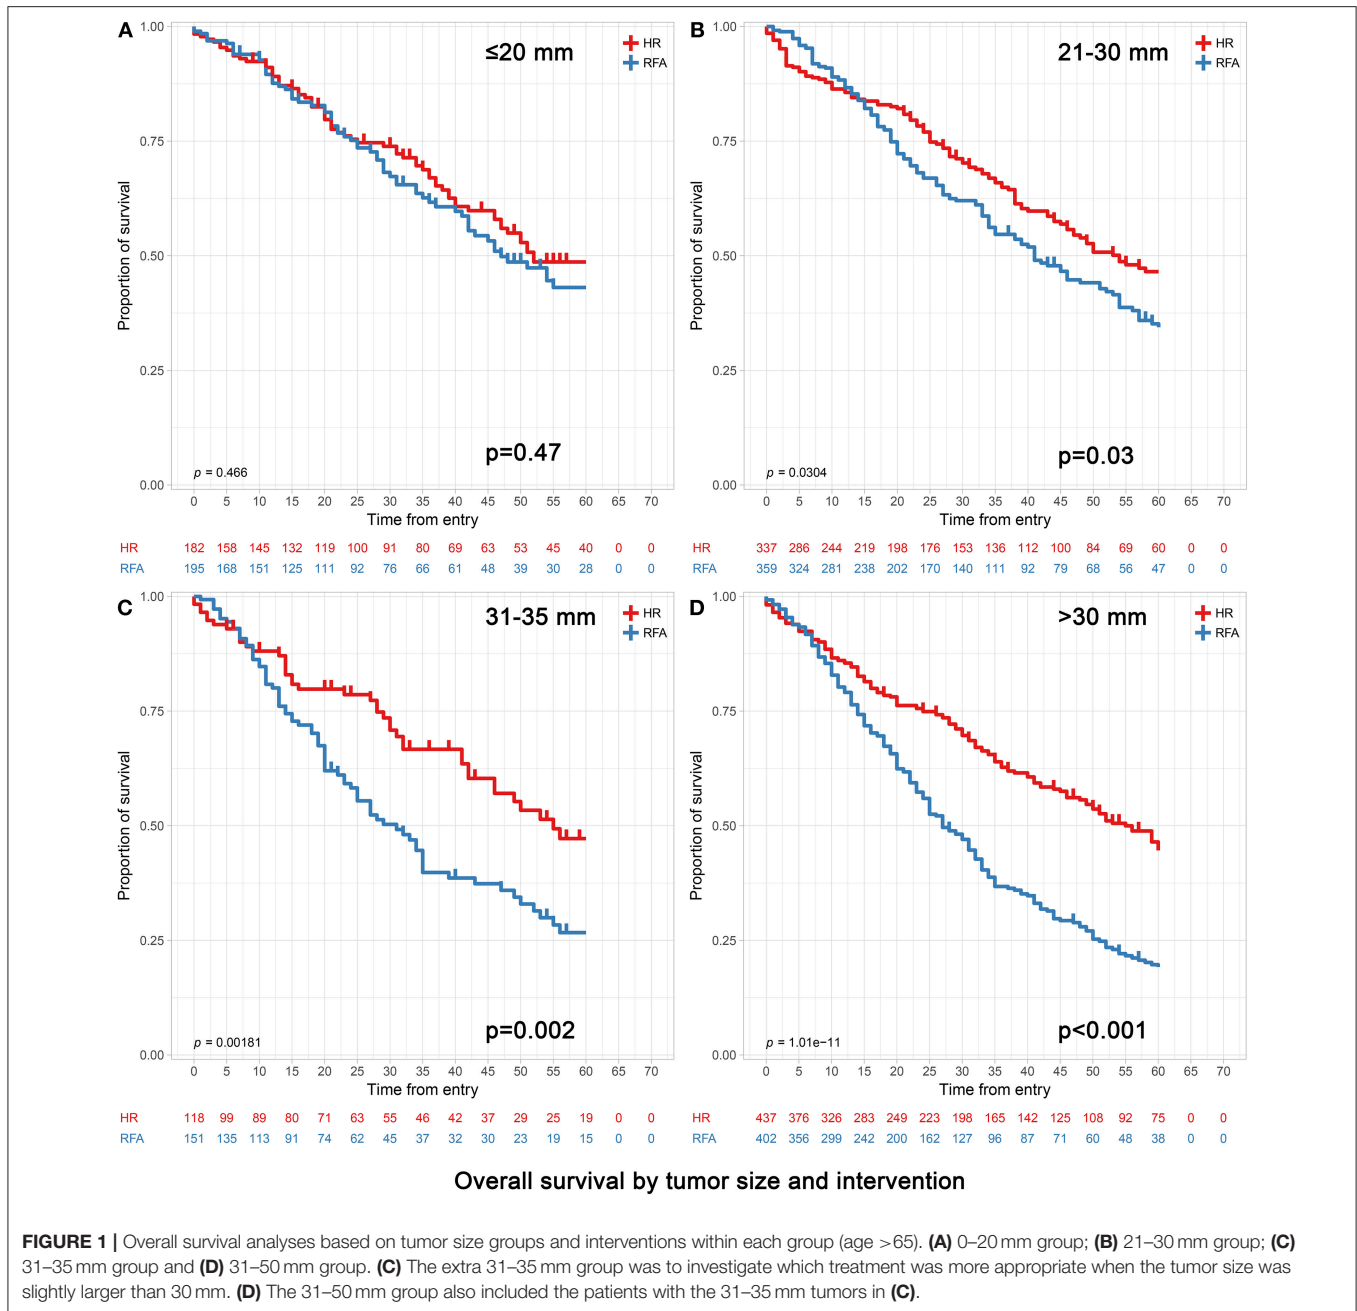 A
≤20 mm
HR
RFA
1.00
0.75
0.50
0.25
0.00
Proportion of survival
p=0.47
p = 0.466
0 5 10 15 20 25 30 35 40 45 50 55 60 65 70
Time from entry
HR 182 158 145 132 119 100 91 80 69 63 53 45 40 0 0
RFA 195 168 151 125 111 92 76 66 61 48 39 30 28 0 0
B
21-30 mm
HR
RFA
1.00
0.75
0.50
0.25
0.00
Proportion of survival
p=0.03
p = 0.0304
0 5 10 15 20 25 30 35 40 45 50 55 60 65 70
Time from entry
HR 337 286 244 219 198 176 153 136 112 100 84 69 60 0 0
RFA 359 324 281 238 202 170 140 111 92 79 68 56 47 0 0
C
31-35 mm
HR
RFA
1.00
0.75
0.50
0.25
0.00
Proportion of survival
p=0.002
p = 0.00181
0 5 10 15 20 25 30 35 40 45 50 55 60 65 70
Time from entry
HR 118 99 89 80 71 63 55 46 42 37 29 25 19 0 0
RFA 151 135 113 91 74 62 45 37 32 30 23 19 15 0 0
D
>30 mm
HR
RFA
1.00
0.75
0.50
0.25
0.00
Proportion of survival
p<0.001
p = 1.01e−11
0 5 10 15 20 25 30 35 40 45 50 55 60 65 70
Time from entry
HR 437 376 326 283 249 223 198 165 142 125 108 92 75 0 0
RFA 402 356 299 242 200 162 127 96 87 71 60 48 38 0 0
Overall survival by tumor size and intervention
FIGURE 1 | Overall survival analyses based on tumor size groups and interventions within each group (age >65). (A) 0–20 mm group; (B) 21–30 mm group; (C)
31–35 mm group and (D) 31–50 mm group. (C) The extra 31–35 mm group was to investigate which treatment was more appropriate when the tumor size was
slightly larger than 30 mm. (D) The 31–50 mm group also included the patients with the 31–35 mm tumors in (C).